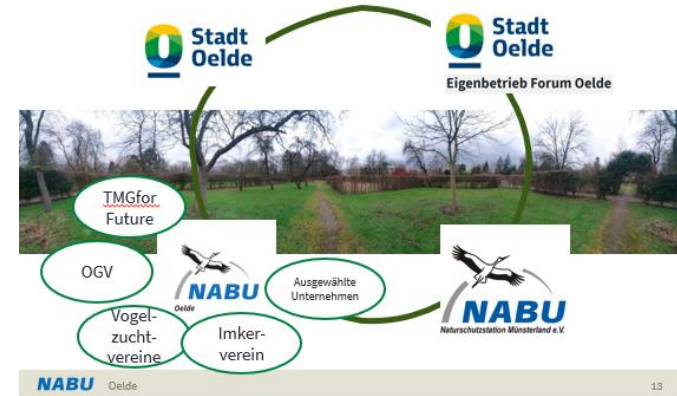 Stadt
Oelde
Stadt
Oelde
Eigenbetrieb Forum Oelde
TMGfor
Future
OGV
NABU
Oelde
Ausgewählte
Unternehmen
NABU
Naturschutzstation Münsterland e.V.
Vogel-
zucht-
vereine
Imker-
verein
NABU Oelde
13